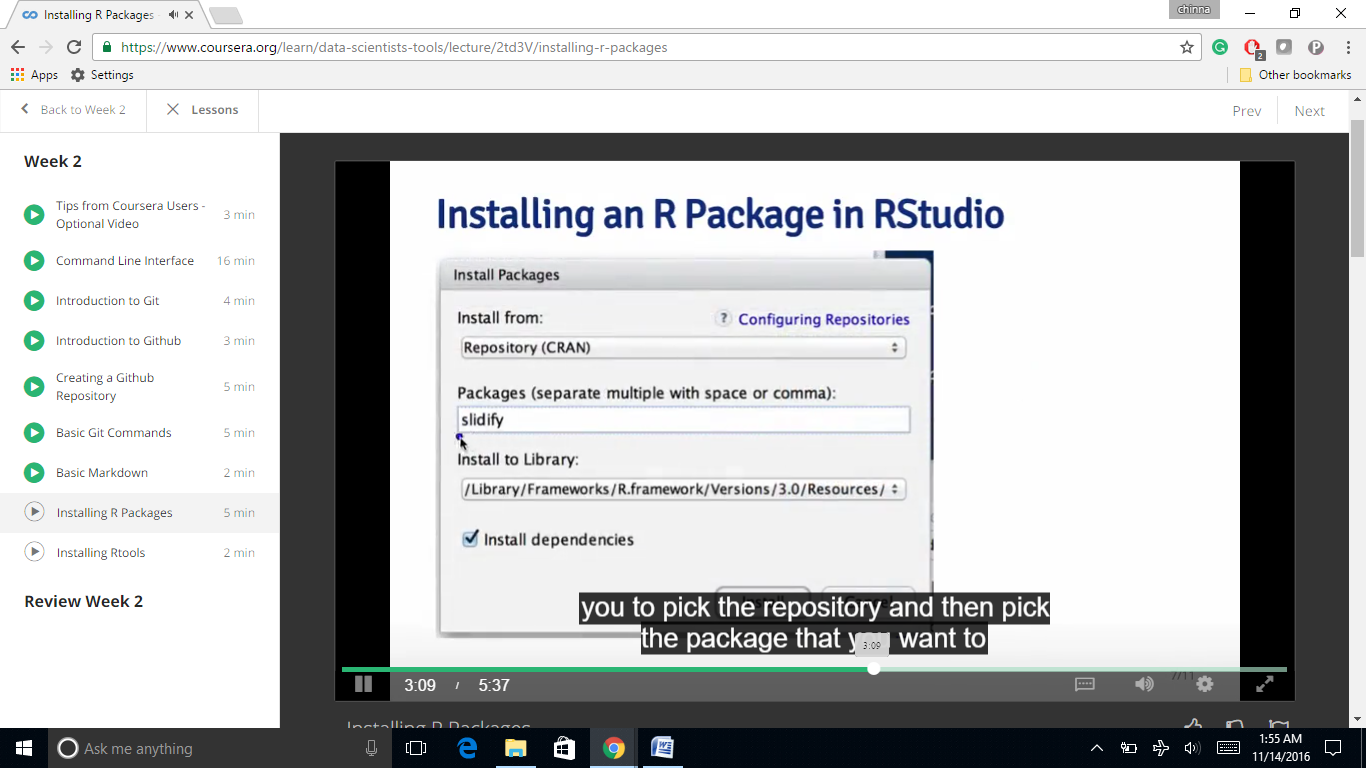 Installing R Packages
chinna
https://www.coursera.org/learn/data-scientists-tools/lecture/2td3V/installing-r-packages
2
Apps Settings
Other bookmarks
Back to Week 2 Lessons
Prev Next
Week 2
Tips from Coursera Users -
Optional Video
3 min
Command Line Interface 16 min
Introduction to Git 4 min
Introduction to Github 3 min
Creating a Github
Repository
5 min
Basic Git Commands 5 min
Basic Markdown 2 min
Installing R Packages 5 min
Installing Rtools 2 min
Review Week 2
Installing an R Package in RStudio
Install Packages
Install from:
? Configuring Repositories
Repository (CRAN)
Packages (separate multiple with space or comma):
slidify
Install to Library:
/Library/Frameworks/R.framework/Versions/3.0/Resources/
Install dependencies
you to pick the repository and then pick
the package that you want to
3:09
3:09 / 5:37
7/11
Installing R Packages
Ask me anything
1:55 AM
11/14/2016